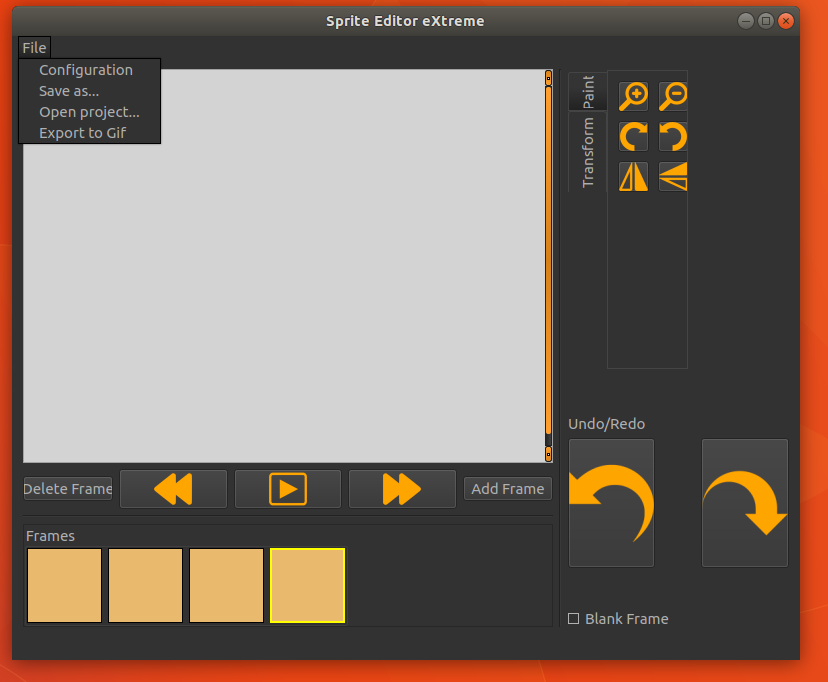 Sprite Editor eXtreme
File
Configuration
Save as...
Open project...
Export to Gif
Paint
Transform
Undo/Redo
Delete Frame
Add Frame
Frames
Blank Frame